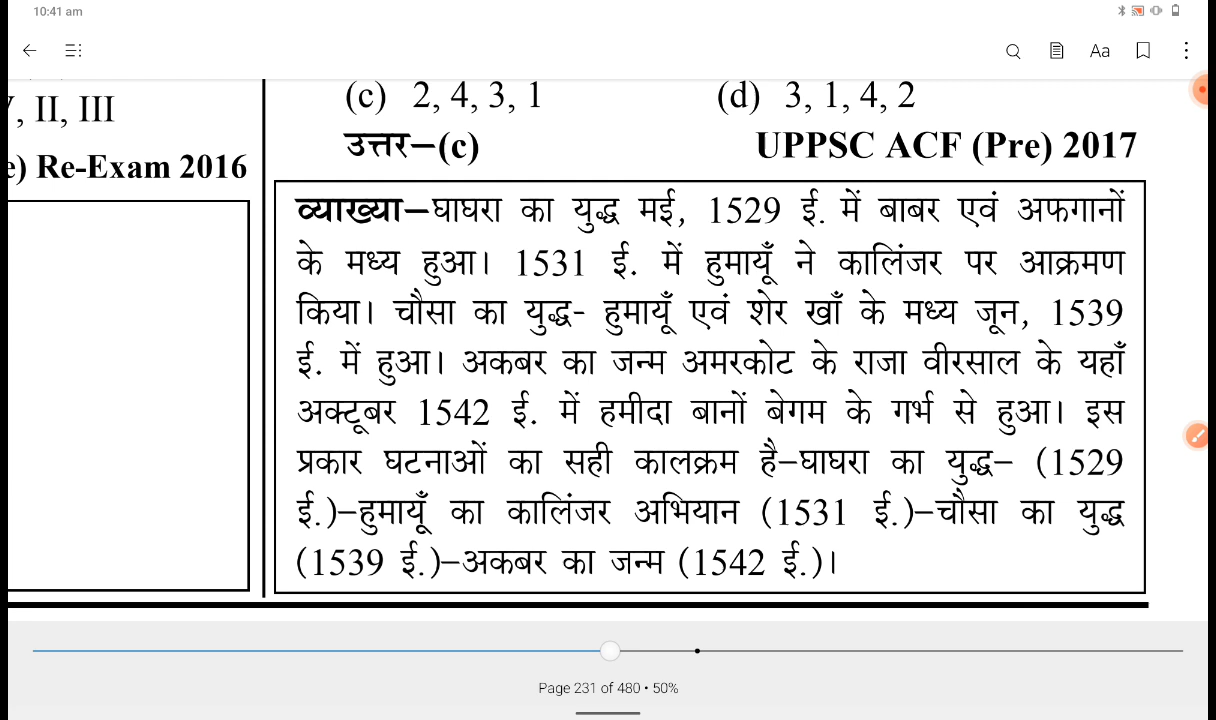 10:41 am
Aa
, II, III
e) Re-Exam 2016
(c) 2, 4, 3, 1 (d) 3, 1, 4, 2
उत्तर–(c) UPPSC ACF (Pre) 2017
व्याख्या–घाघरा का युद्ध मई, 1529 ई. में बाबर एवं अफगानों
के मध्य हुआ। 1531 ई. में हुमायूँ ने कालिंजर पर आक्रमण
किया। चौसा का युद्ध- हुमायूँ एवं शेर खाँ के मध्य जून, 1539
ई. में हुआ। अकबर का जन्म अमरकोट के राजा वीरसाल के यहाँ
अक्टूबर 1542 ई. में हमीदा बानों बेगम के गर्भ से हुआ। इस
प्रकार घटनाओं का सही कालक्रम है–घाघरा का युद्ध– (1529
ई.)–हुमायूँ का कालिंजर अभियान (1531 ई.)–चौसा का युद्ध
(1539 ई.)–अकबर का जन्म (1542 ई.)।
Page 231 of 480 • 50%